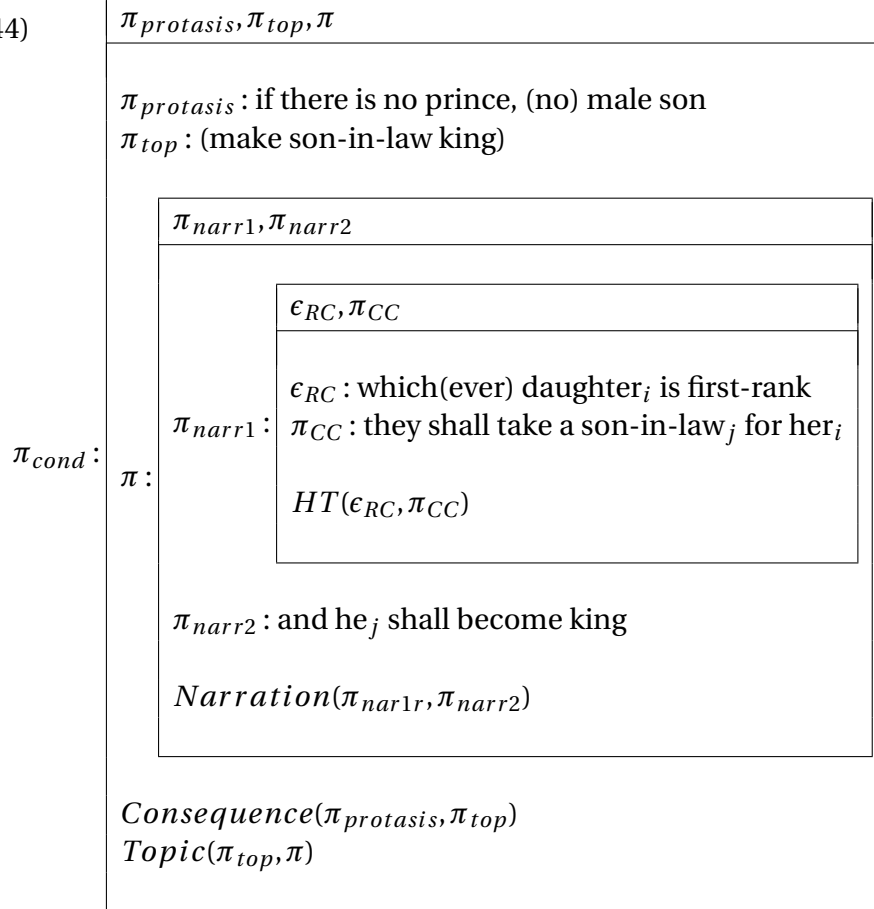 44)
π_protasis, π_top, π
π_protasis : if there is no prince, (no) male son
π_top : (make son-in-law king)
π_narr1, π_narr2
ϵ_RC, π_CC
ϵ_RC : which(ever) daughter_i is first-rank
π_narr1 :
π_CC : they shall take a son-in-law_j for her_i
π_cond :
π :
HT(ϵ_RC, π_CC)
π_narr2 : and he_j shall become king
Narration(π_nar1r, π_narr2)
Consequence(π_protasis, π_top)
Topic(π_top, π)